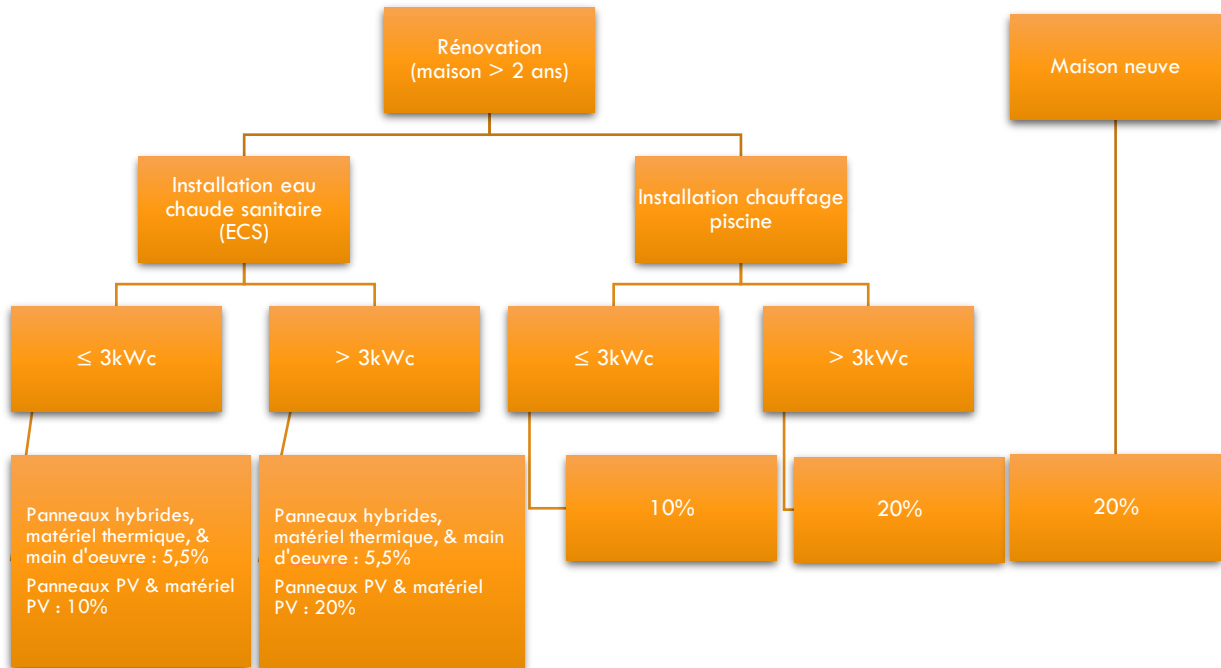 Rénovation
(maison > 2 ans)
Maison neuve
Installation eau
chaude sanitaire
(ECS)
Installation chauffage
piscine
≤ 3kWc
> 3kWc
≤ 3kWc
> 3kWc
Panneaux hybrides,
matériel thermique, &
main d'oeuvre : 5,5%
Panneaux PV & matériel
PV : 10%
Panneaux hybrides,
matériel thermique, & main
d'oeuvre : 5,5%
Panneaux PV & matériel
PV : 20%
10%
20%
20%